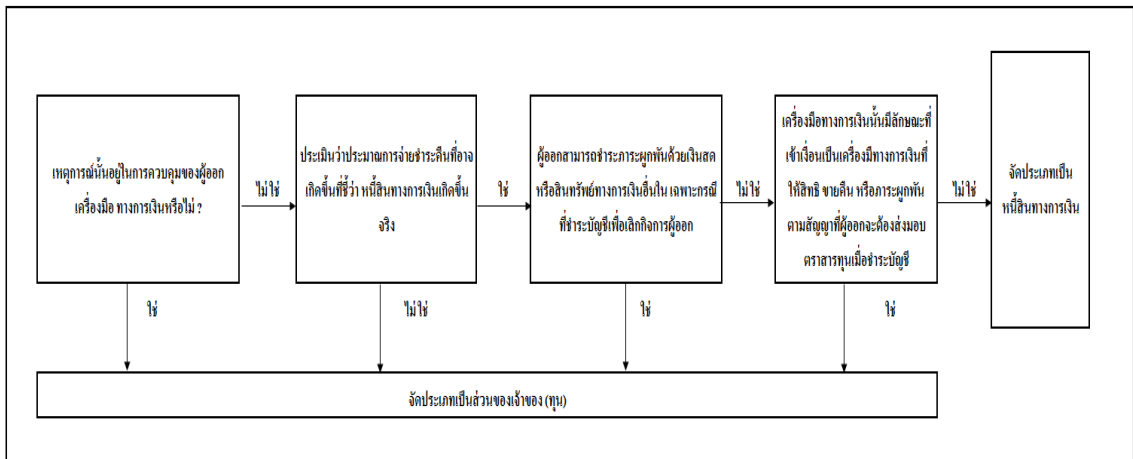 เหตุการณ์นั้นอยู่ในการควบคุมของผู้ออก
เครื่องมือ ทางการเงินหรือไม่ ?
ไม่ใช่
ประเมินว่าประมาณการจ่ายชำระคืนที่อาจ
เกิดขึ้นที่ชี้ว่า หนี้สินทางการเงินเกิดขึ้น
จริง
ใช่
ผู้ออกสามารถชำระภาระผูกพันด้วยเงินสด
หรือสินทรัพย์ทางการเงินอื่นใน เฉพาะกรณี
ที่ชำระบัญชีเพื่อเลิกกิจการผู้ออก
ไม่ใช่
เครื่องมือทางการเงินนั้นมีลักษณะที่
เข้าเงื่อนเป็นเครื่องมีทางการเงินที่
ให้สิทธิ ขายคืน หรือภาระผูกพัน
ตามสัญญาที่ผู้ออกจะต้องส่งมอบ
ตราสารทุนเมื่อชำระบัญชี
ไม่ใช่
จัดประเภทเป็น
หนี้สินทางการเงิน
ใช่
ไม่ใช่
ใช่
ใช่
จัดประเภทเป็นส่วนของเจ้าของ (ทุน)